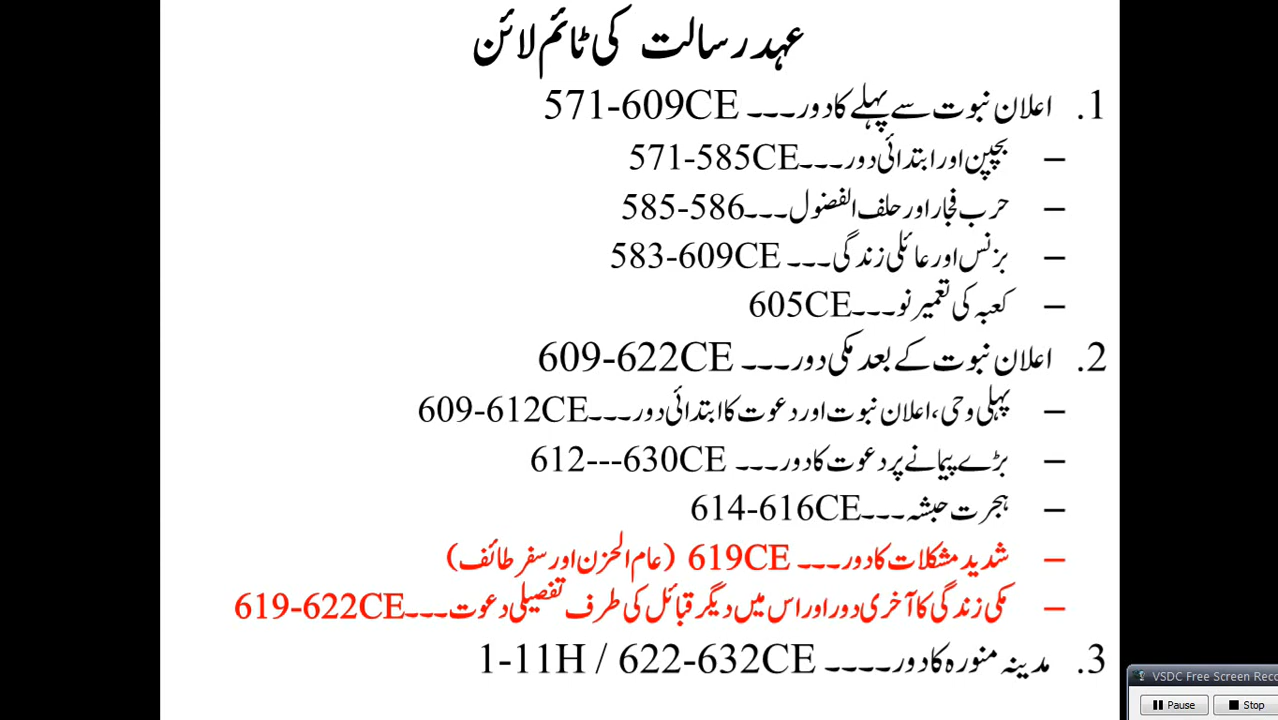 عہد رسالت کی ٹائم لائن
1. اعلان نبوت سے پہلے کا دور۔۔۔ 571-609CE
– بچپن اور ابتدائی دور۔۔۔571-585CE
– حرب فجار اور حلف الفضول۔۔۔585-586
– بزنس اور عائلی زندگی۔۔۔ 583-609CE
– کعبہ کی تعمیر نو۔۔۔605CE
2. اعلان نبوت کے بعد مکی دور۔۔۔ 609-622CE
– پہلی وحی، اعلان نبوت اور دعوت کا ابتدائی دور۔۔۔609-612CE
– بڑے پیمانے پر دعوت کا دور۔۔۔ 612---630CE
– ہجرت حبشہ۔۔۔614-616CE
– شدید مشکلات کا دور۔۔۔ 619CE (عام الحزن اور سفر طائف)
– مکی زندگی کا آخری دور اور اس میں دیگر قبائل کی طرف تفصیلی دعوت۔۔۔619-622CE
3. مدینہ منورہ کا دور۔۔۔۔ 1-11H / 622-632CE
VSDC Free Screen Reco
Pause Stop